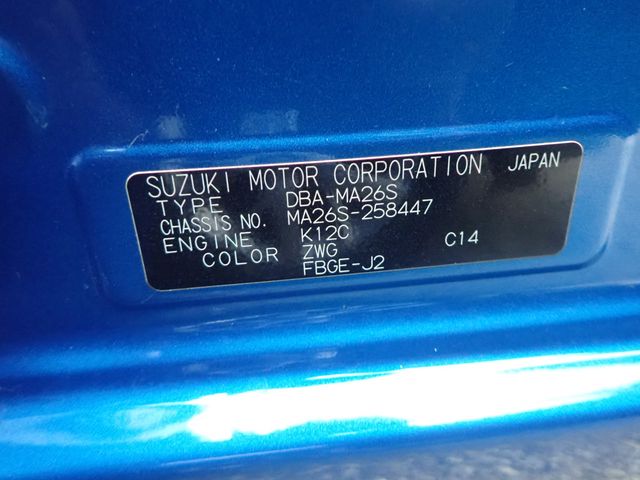 SUZUKI MOTOR CORPORATION JAPAN
TYPE DBA-MA26S
CHASSIS NO. MA26S-258447
ENGINE K12C C14
COLOR ZWG
FBGE-J2